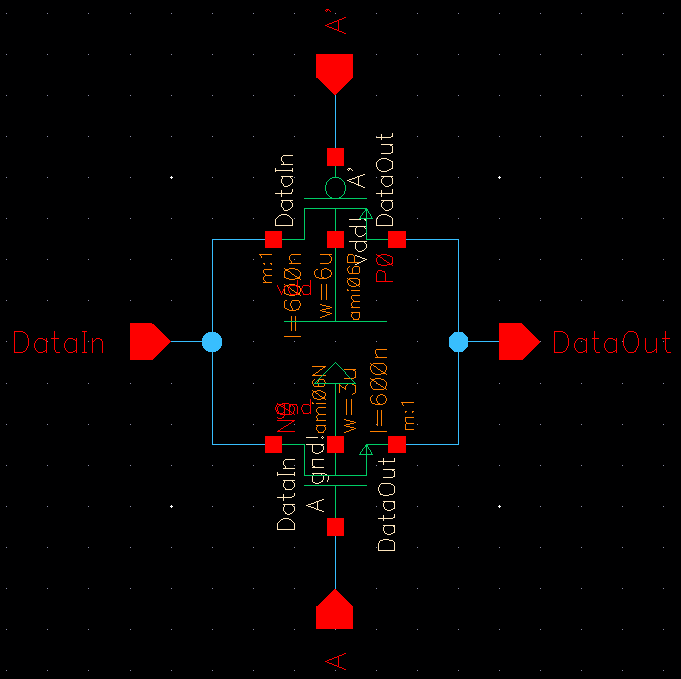 A'
DataIn
A'
DataOut
vdd!
m:1
l=600n
w=6u
ami06P
P0
DataIn
DataOut
N0
ami06N
w=3u
l=600n
m:1
DataIn
A
gnd!
DataOut
A